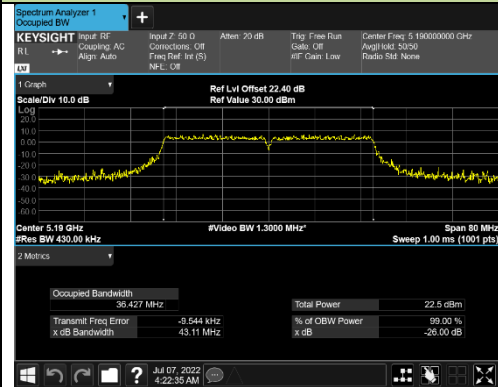 Spectrum Analyzer 1
Occupied BW
KEYSIGHT
RL
LXI
Input: RF
Coupling: AC
Align: Auto
Input Z: 50 Ω
Corrections: Off
Freq Ref: Int (S)
NFE: Off
Atten: 20 dB
Trig: Free Run
Gate: Off
#IF Gain: Low
Center Freq: 5.190000000 GHz
Avg|Hold: 50/50
Radio Std: None
1 Graph
Scale/Div 10.0 dB
Ref Lvl Offset 22.40 dB
Ref Value 30.00 dBm
Log
20.0
10.0
0.00
-10.0
-20.0
-30.0
-40.0
-50.0
-60.0
Center 5.19 GHz
#Video BW 1.3000 MHz*
Span 80 MHz
#Res BW 430.00 kHz
Sweep 1.00 ms (1001 pts)
2 Metrics
Occupied Bandwidth
36.427 MHz
Total Power
22.5 dBm
Transmit Freq Error
-9.544 kHz
% of OBW Power
99.00 %
x dB Bandwidth
43.11 MHz
x dB
-26.00 dB
Jul 07, 2022
4:22:35 AM